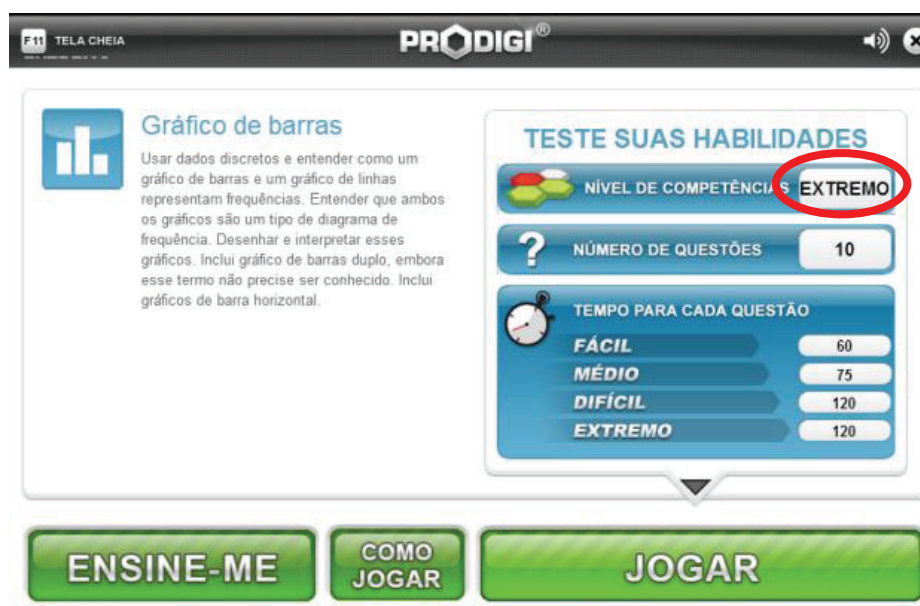 F11 TELA CHEIA
PRODIGI®
Gráfico de barras
Usar dados discretos e entender como um
gráfico de barras e um gráfico de linhas
representam frequências. Entender que ambos
os gráficos são um tipo de diagrama de
frequência. Desenhar e interpretar esses
gráficos. Inclui gráfico de barras duplo, embora
esse termo não precise ser conhecido. Inclui
gráficos de barra horizontal.
TESTE SUAS HABILIDADES
NÍVEL DE COMPETÊNCIAS EXTREMO
NÚMERO DE QUESTÕES 10
TEMPO PARA CADA QUESTÃO
FÁCIL 60
MÉDIO 75
DIFÍCIL 120
EXTREMO 120
ENSINE-ME
COMO
JOGAR
JOGAR